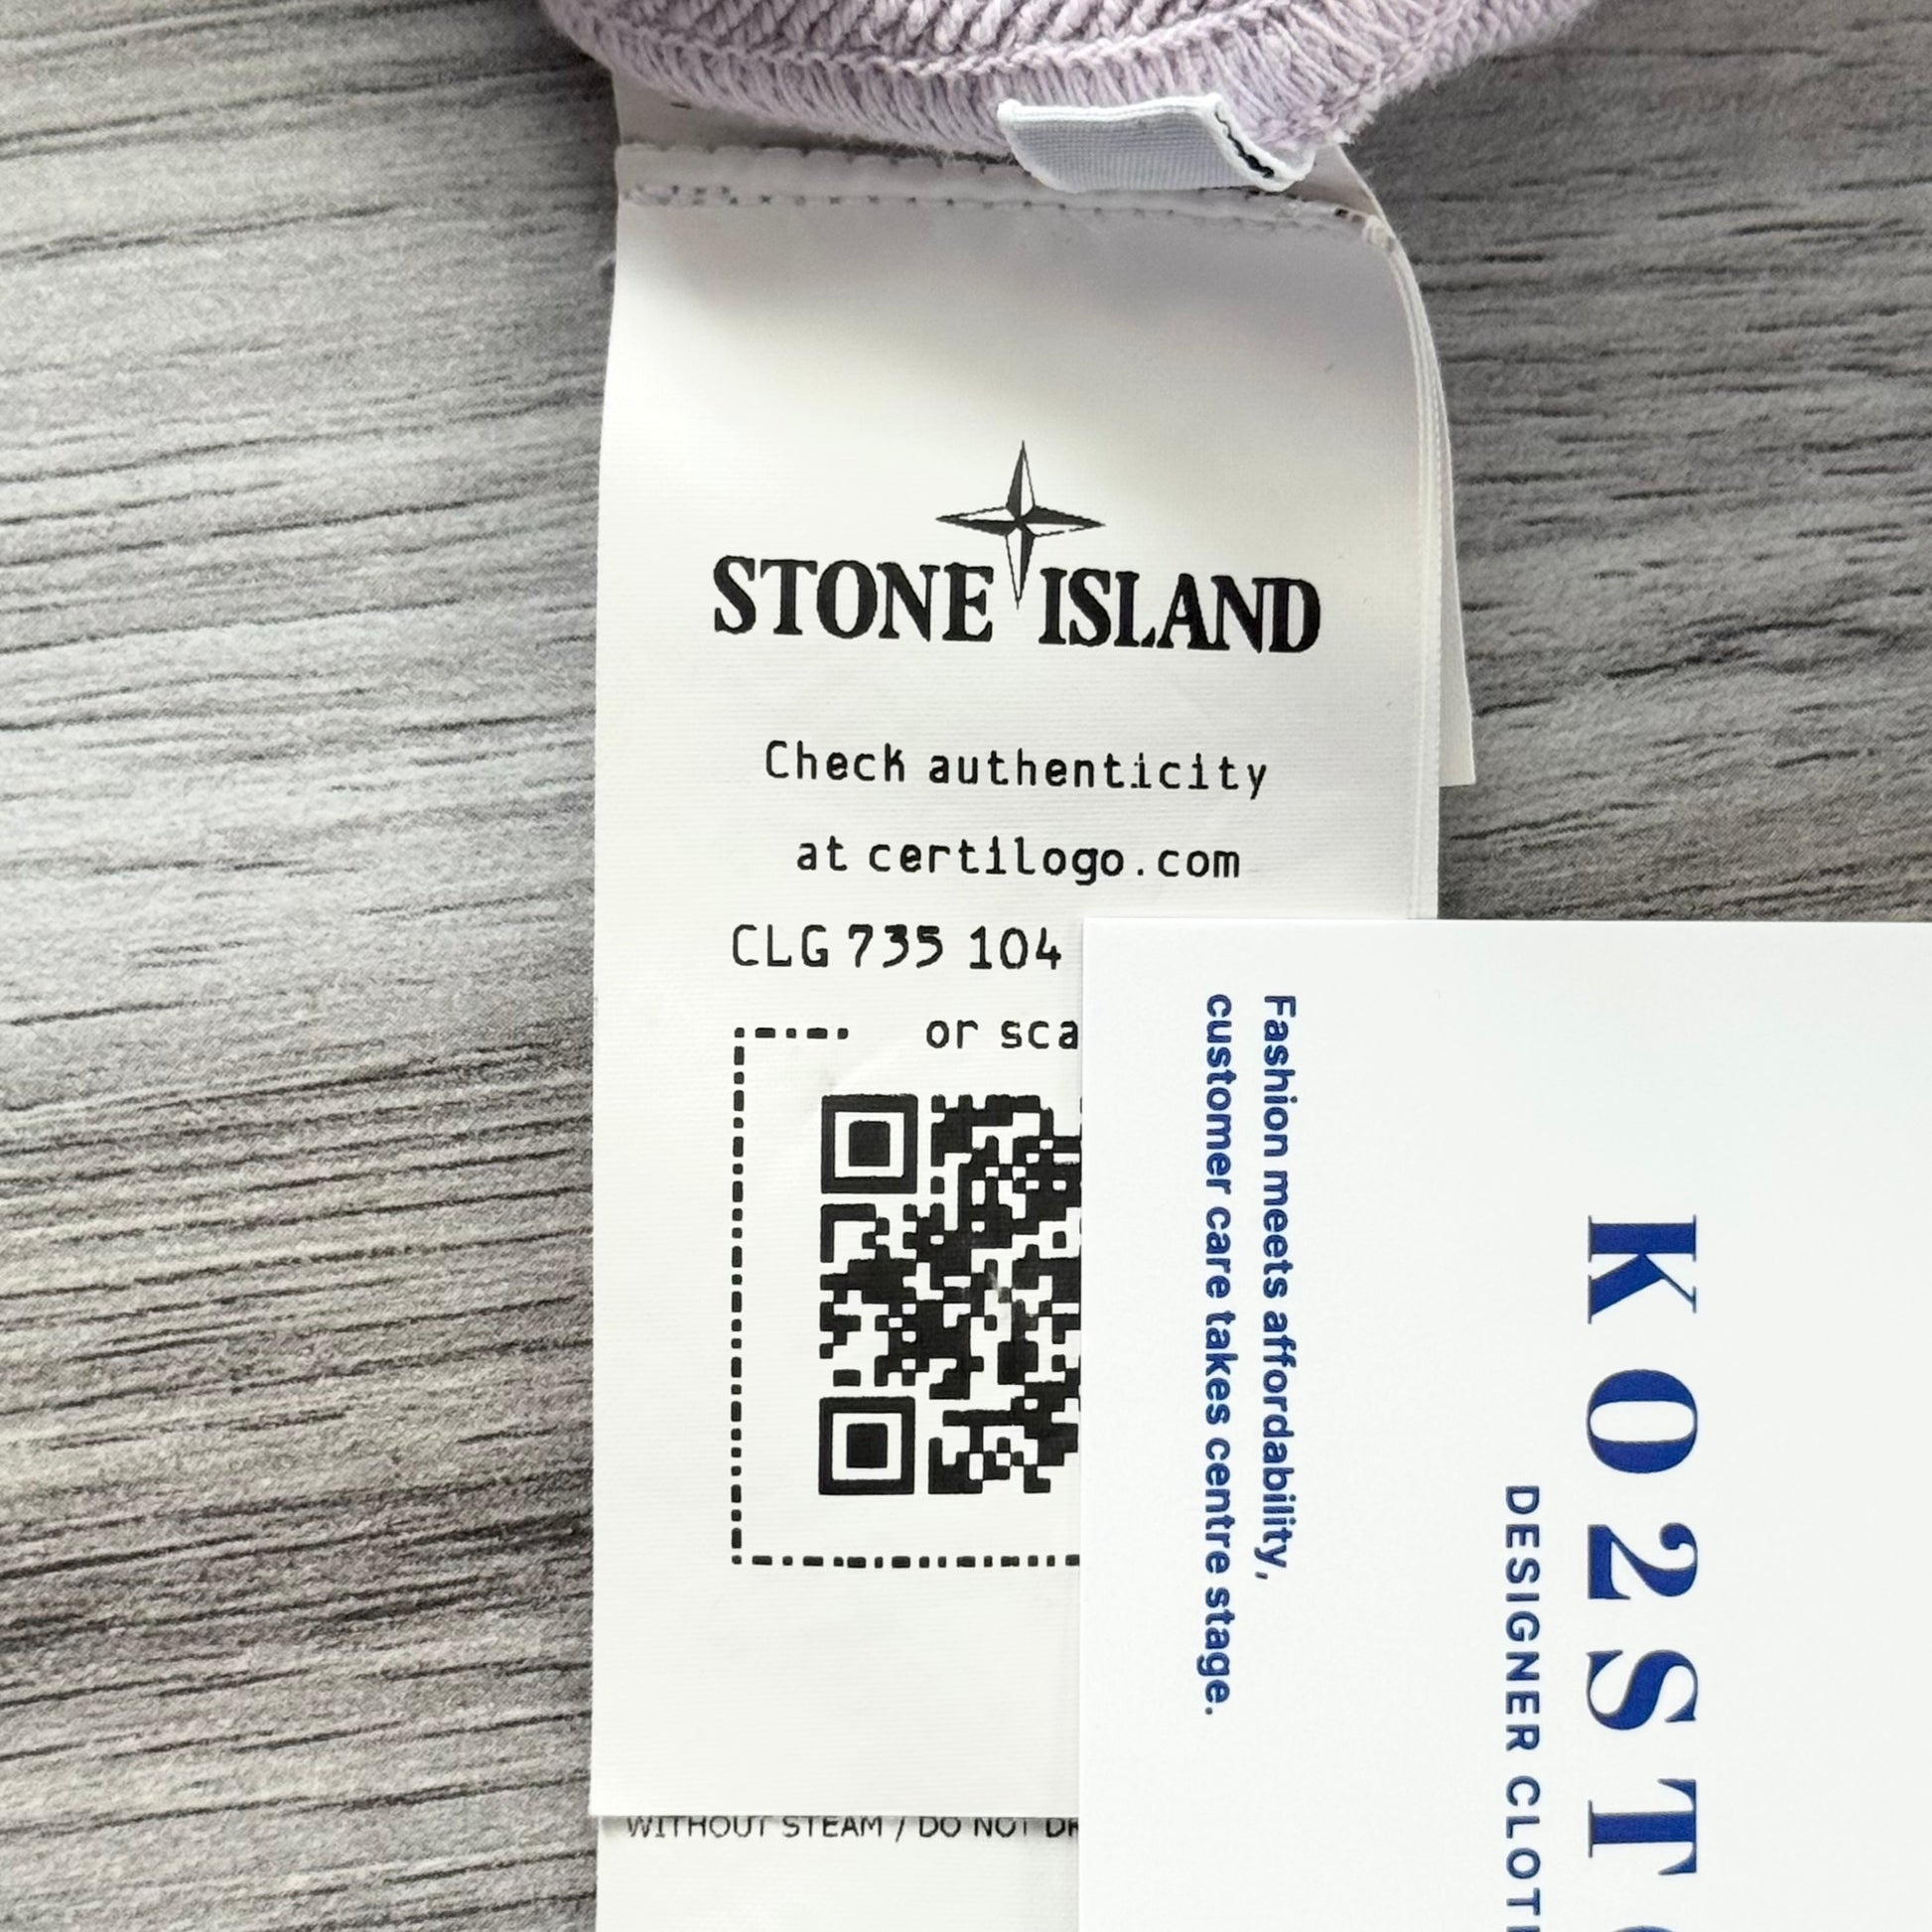 STONE ISLAND
Check authenticity
at certilogo.com
CLG 735 104
or sca
WITHOUT STEAM / DO NOT DR
Fashion meets affordability,
customer care takes centre stage.
KO2ST
DESIGNER CLOT